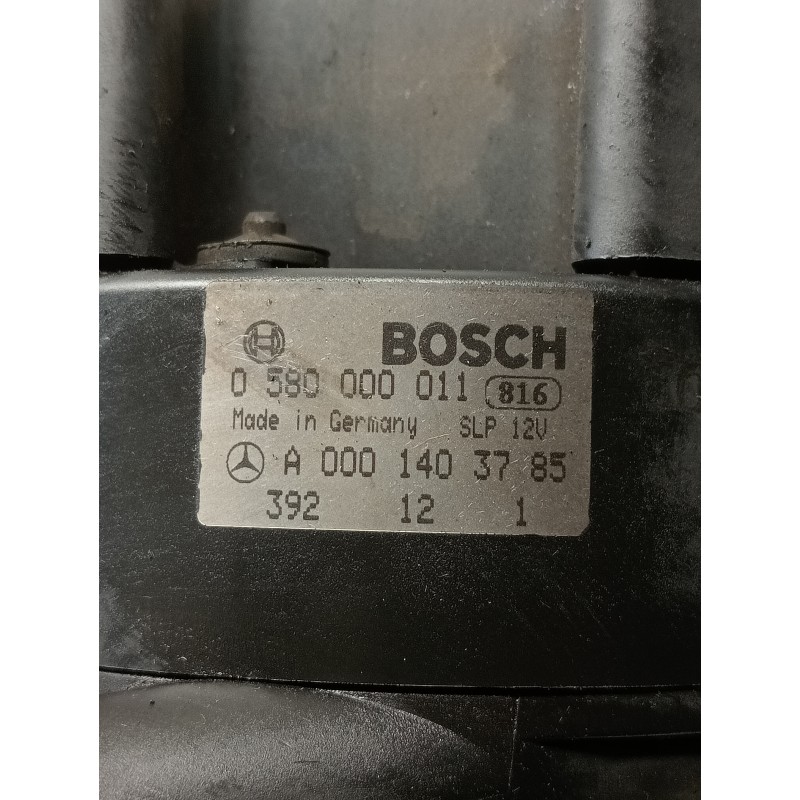 BOSCH
0 580 000 011 816
Made in Germany SLP 12V
A 000 140 37 85
392 12 1